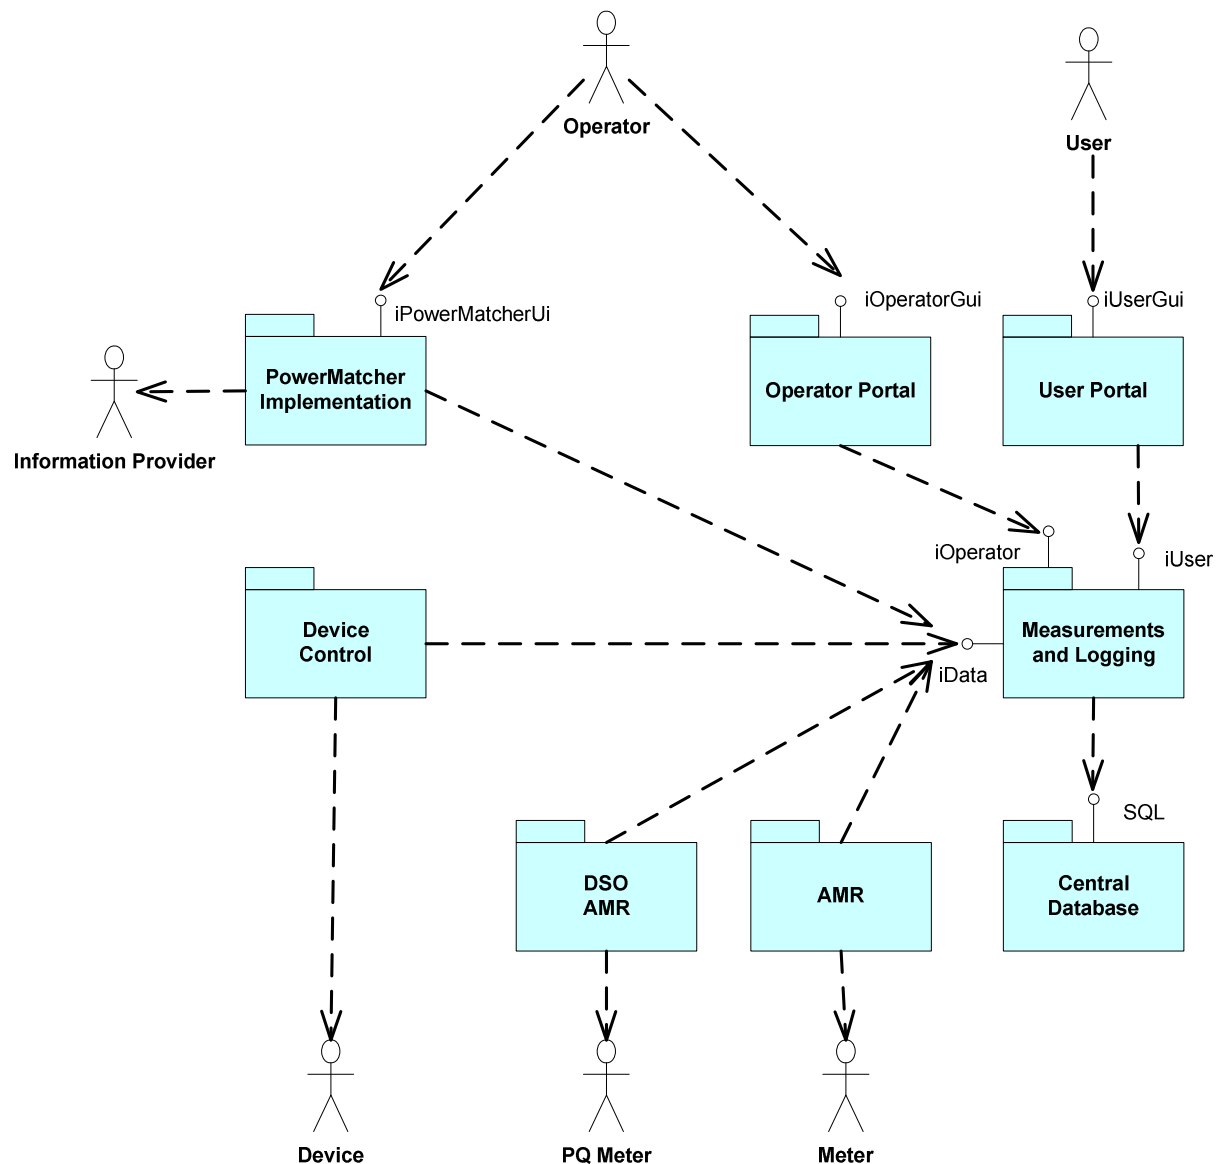 Operator
User
iPowerMatcherUi
iOperatorGui
iUserGui
PowerMatcher
Implementation
Operator Portal
User Portal
Information Provider
iOperator
iUser
Device
Control
Measurements
and Logging
iData
SQL
DSO
AMR
AMR
Central
Database
Device
PQ Meter
Meter